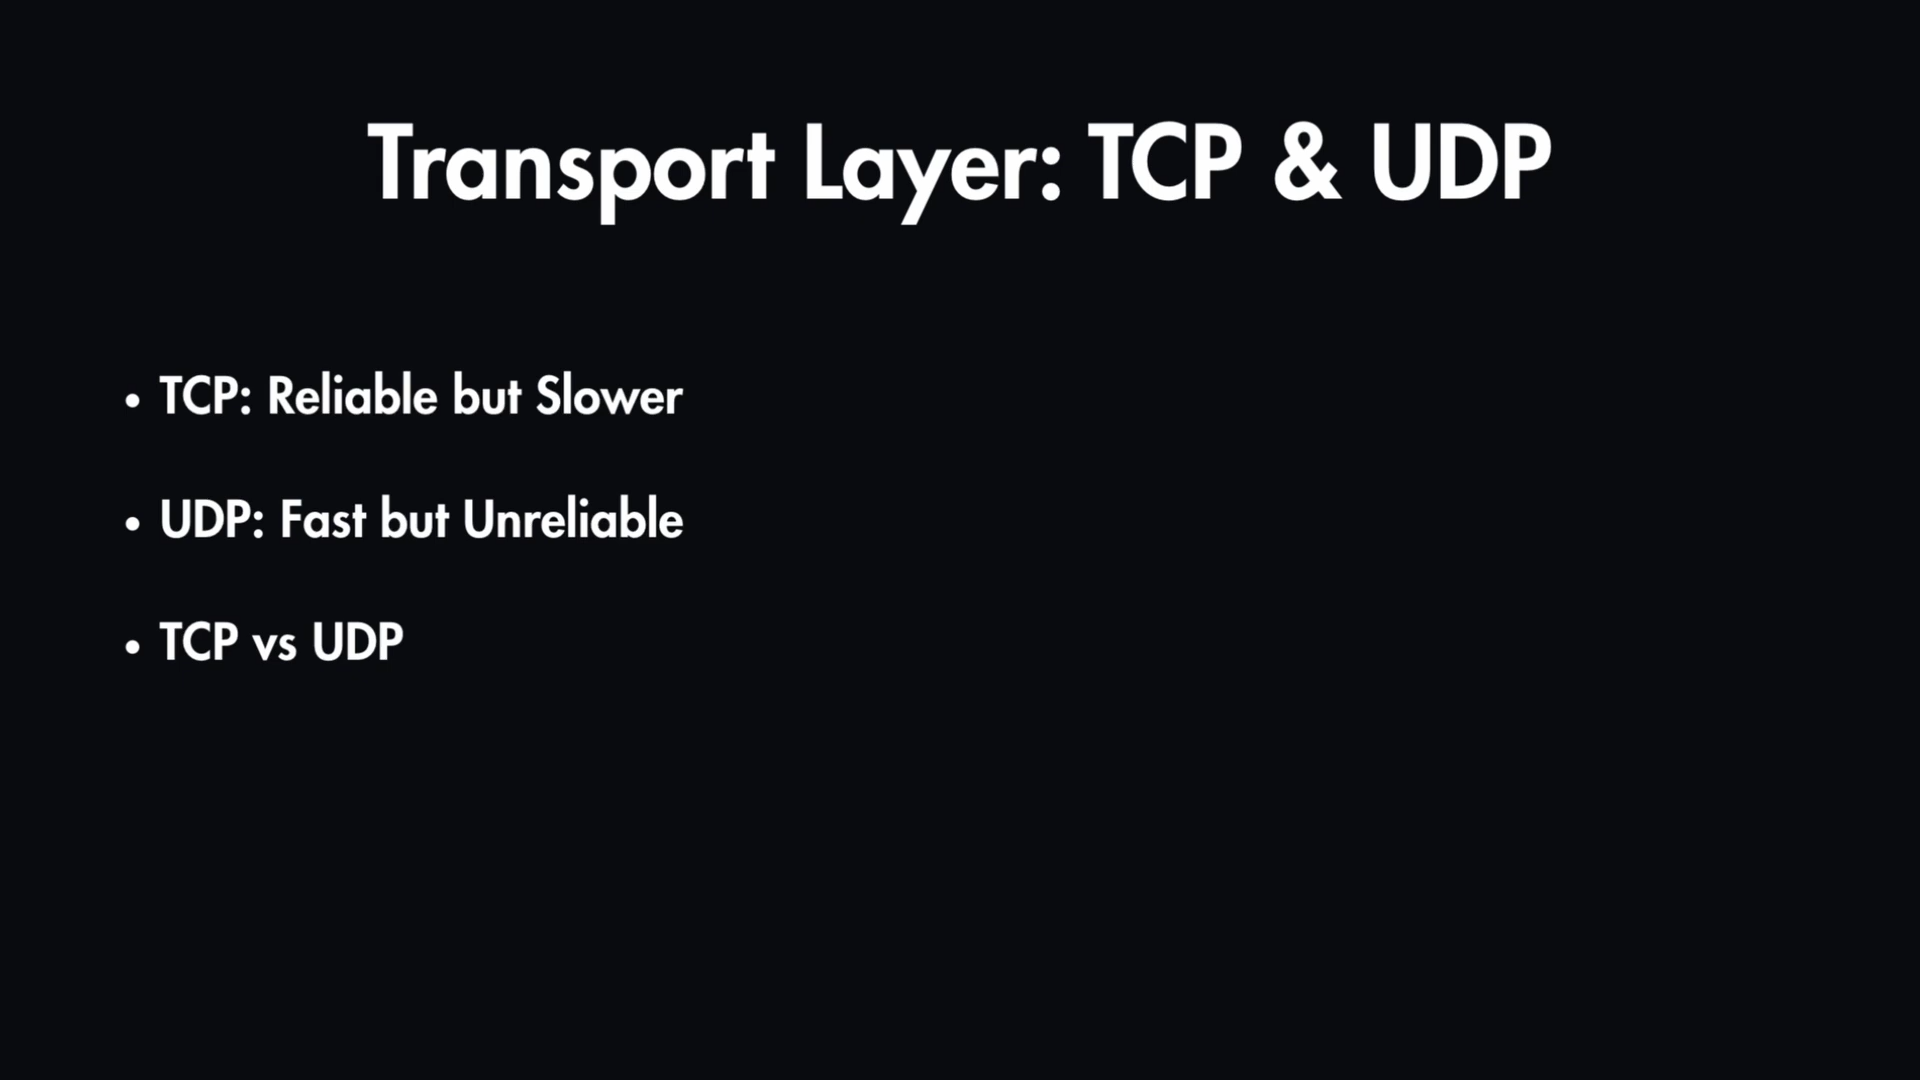 Transport Layer: TCP & UDP
• TCP: Reliable but Slower
• UDP: Fast but Unreliable
• TCP vs UDP